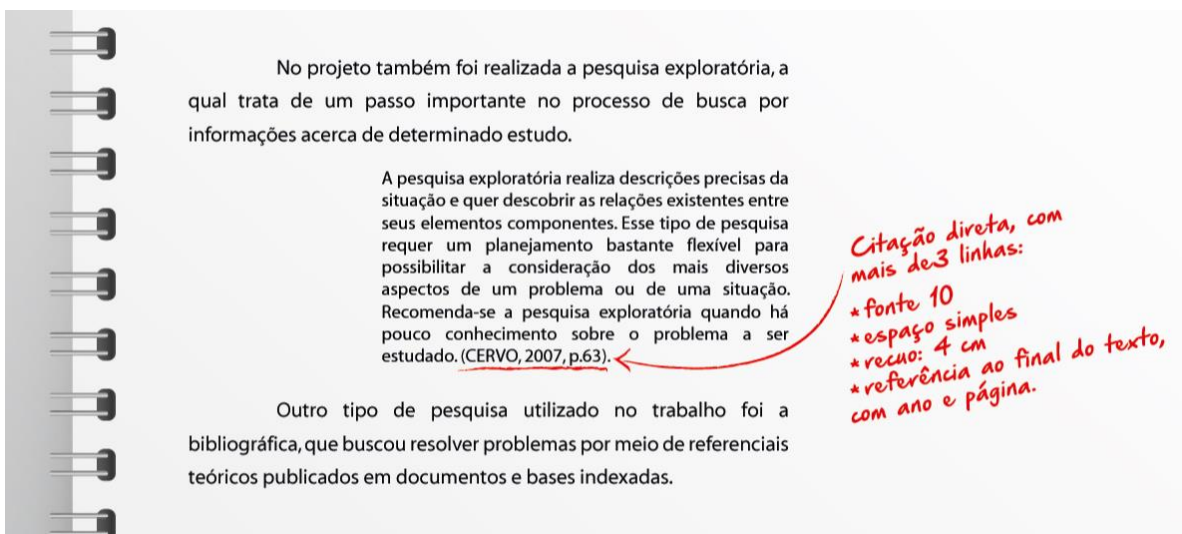 No projeto também foi realizada a pesquisa exploratória, a
qual trata de um passo importante no processo de busca por
informações acerca de determinado estudo.
A pesquisa exploratória realiza descrições precisas da
situação e quer descobrir as relações existentes entre
seus elementos componentes. Esse tipo de pesquisa
requer um planejamento bastante flexível para
possibilitar a consideração dos mais diversos
aspectos de um problema ou de uma situação.
Recomenda-se a pesquisa exploratória quando há
pouco conhecimento sobre o problema a ser
estudado. (CERVO, 2007, p.63).
Citação direta, com
mais de3 linhas:
*fonte 10
*espaço simples
*recuo: 4 cm
*referência ao final do texto,
com ano e página.
Outro tipo de pesquisa utilizado no trabalho foi a
bibliográfica, que buscou resolver problemas por meio de referenciais
teóricos publicados em documentos e bases indexadas.